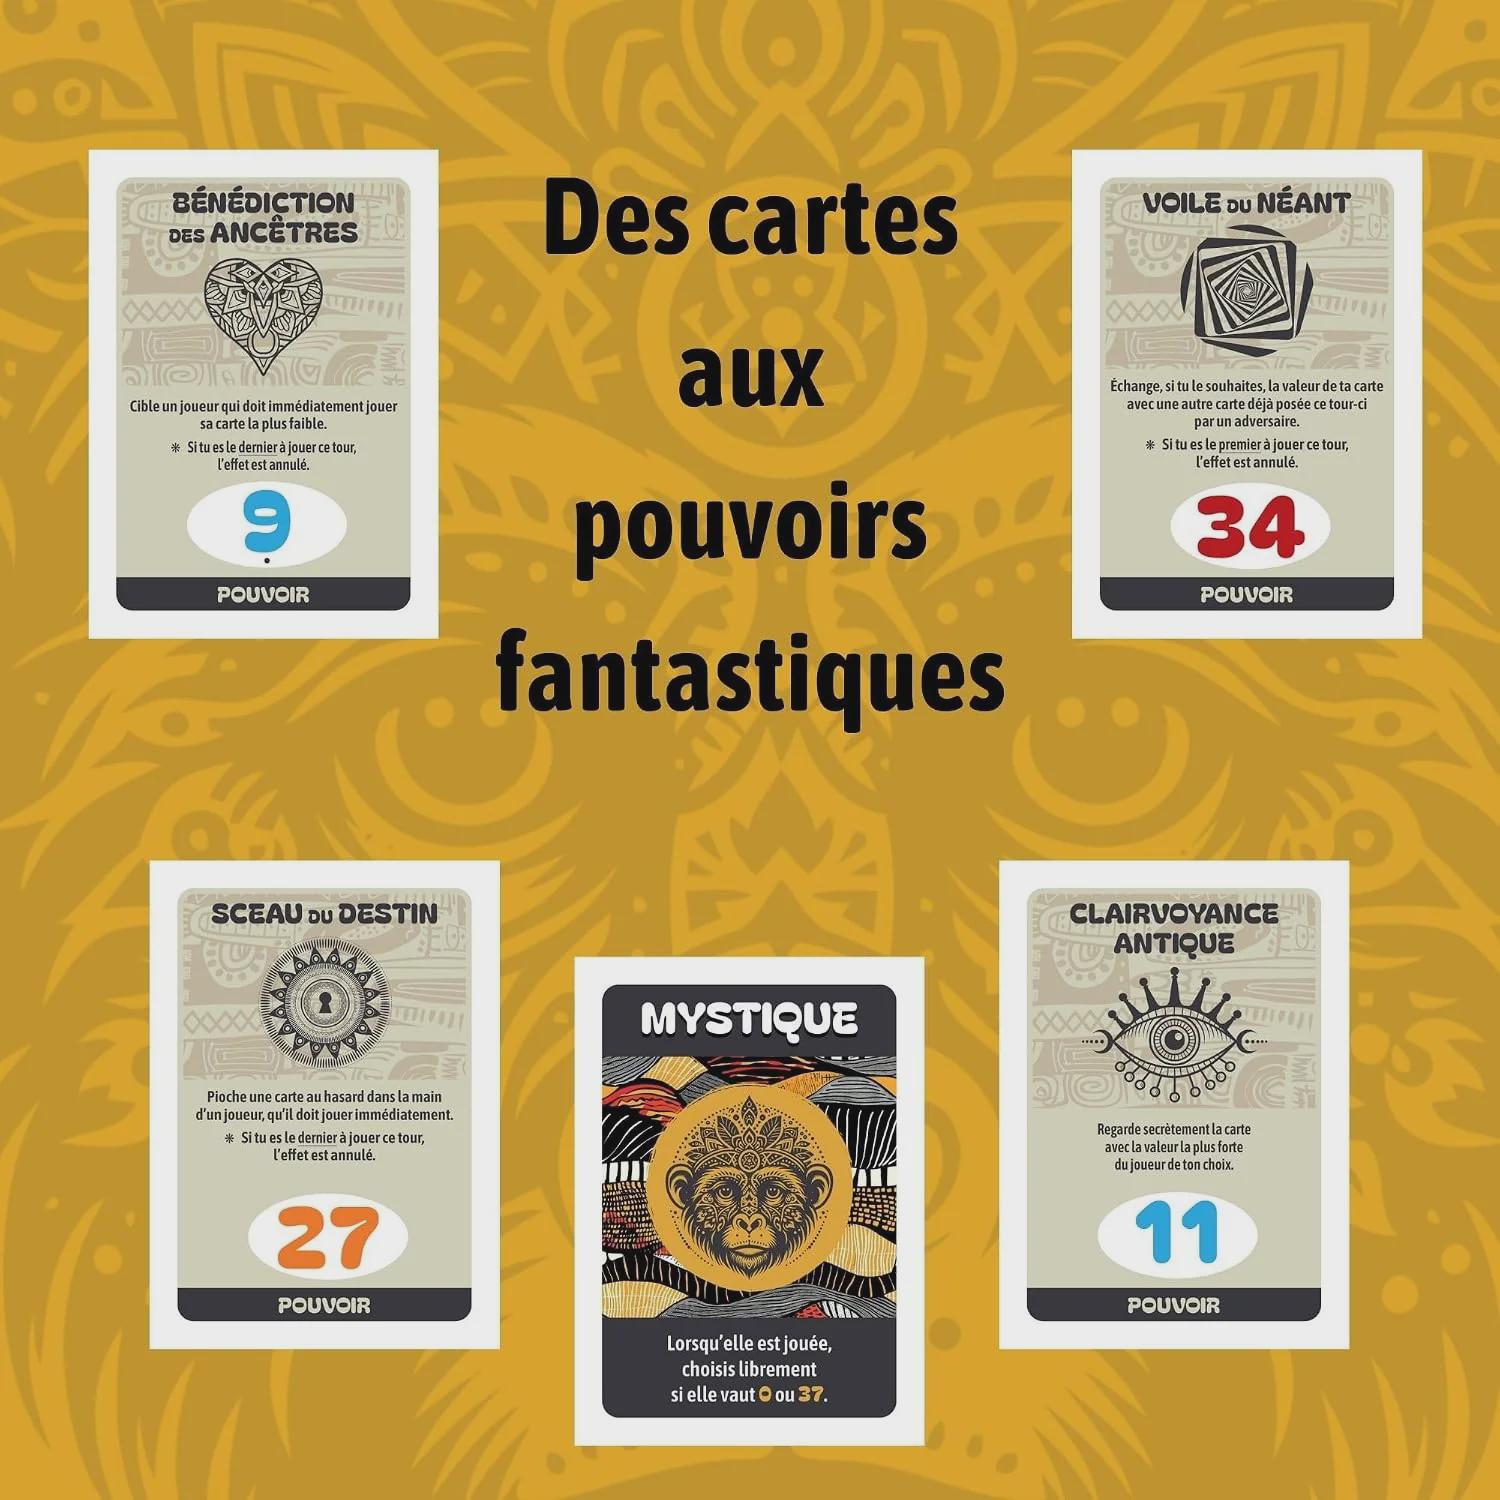 Des cartes
aux
pouvoirs
fantastiques
BÉNÉDICTION
DES ANCÊTRES
Cible un joueur qui doit immédiatement jouer
sa carte la plus faible.
⁕ Si tu es le dernier à jouer ce tour,
l'effet est annulé.
9
POUVOIR
VOILE DU NÉANT
Échange, si tu le souhaites, la valeur de ta carte
avec une autre carte déjà posée ce tour-ci
par un adversaire.
⁕ Si tu es le premier à jouer ce tour,
l'effet est annulé.
34
POUVOIR
SCEAU DU DESTIN
Pioche une carte au hasard dans la main
d'un joueur, qu'il doit jouer immédiatement.
⁕ Si tu es le dernier à jouer ce tour,
l'effet est annulé.
27
POUVOIR
MYSTIQUE
Lorsqu'elle est jouée,
choisis librement
si elle vaut 0 ou 37.
CLAIRVOYANCE
ANTIQUE
Regarde secrètement la carte
avec la valeur la plus forte
du joueur de ton choix.
11
POUVOIR